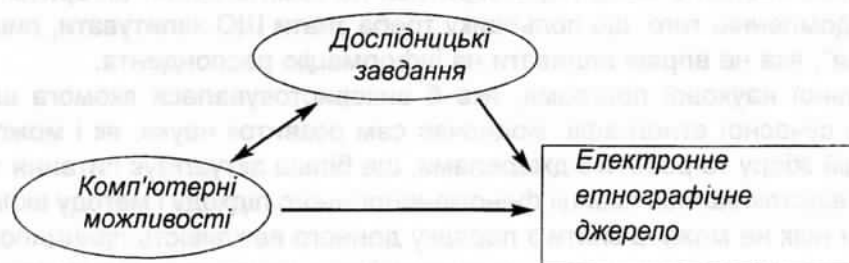 Дослідницькі
завдання
Комп'ютерні
можливості
Електронне
етнографічне
джерело